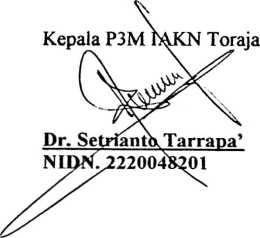 Kepala P3M IAKN Toraja
Dr. Setrianto Tarrapa'
NIDN. 2220048201